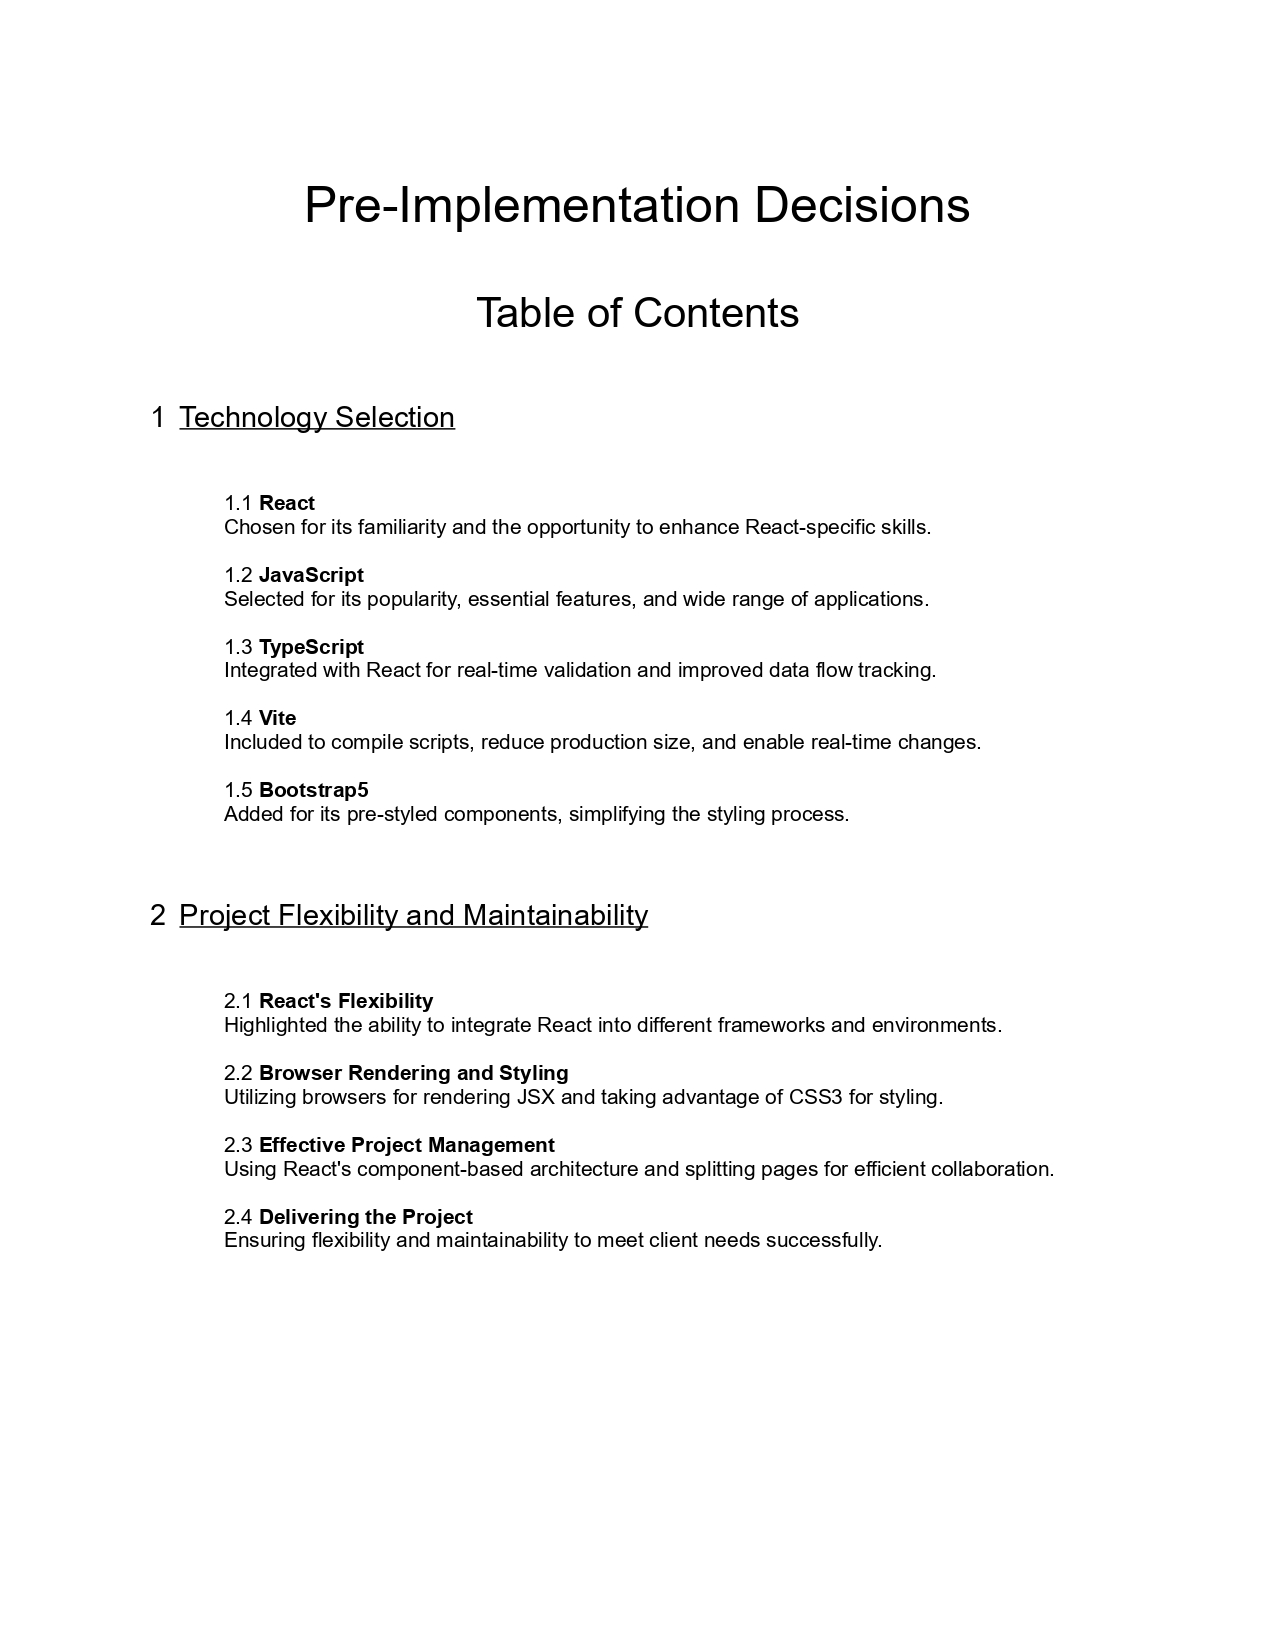 Pre-Implementation Decisions
Table of Contents
1 Technology Selection
1.1 React
Chosen for its familiarity and the opportunity to enhance React-specific skills.
1.2 JavaScript
Selected for its popularity, essential features, and wide range of applications.
1.3 TypeScript
Integrated with React for real-time validation and improved data flow tracking.
1.4 Vite
Included to compile scripts, reduce production size, and enable real-time changes.
1.5 Bootstrap5
Added for its pre-styled components, simplifying the styling process.
2 Project Flexibility and Maintainability
2.1 React's Flexibility
Highlighted the ability to integrate React into different frameworks and environments.
2.2 Browser Rendering and Styling
Utilizing browsers for rendering JSX and taking advantage of CSS3 for styling.
2.3 Effective Project Management
Using React's component-based architecture and splitting pages for efficient collaboration.
2.4 Delivering the Project
Ensuring flexibility and maintainability to meet client needs successfully.